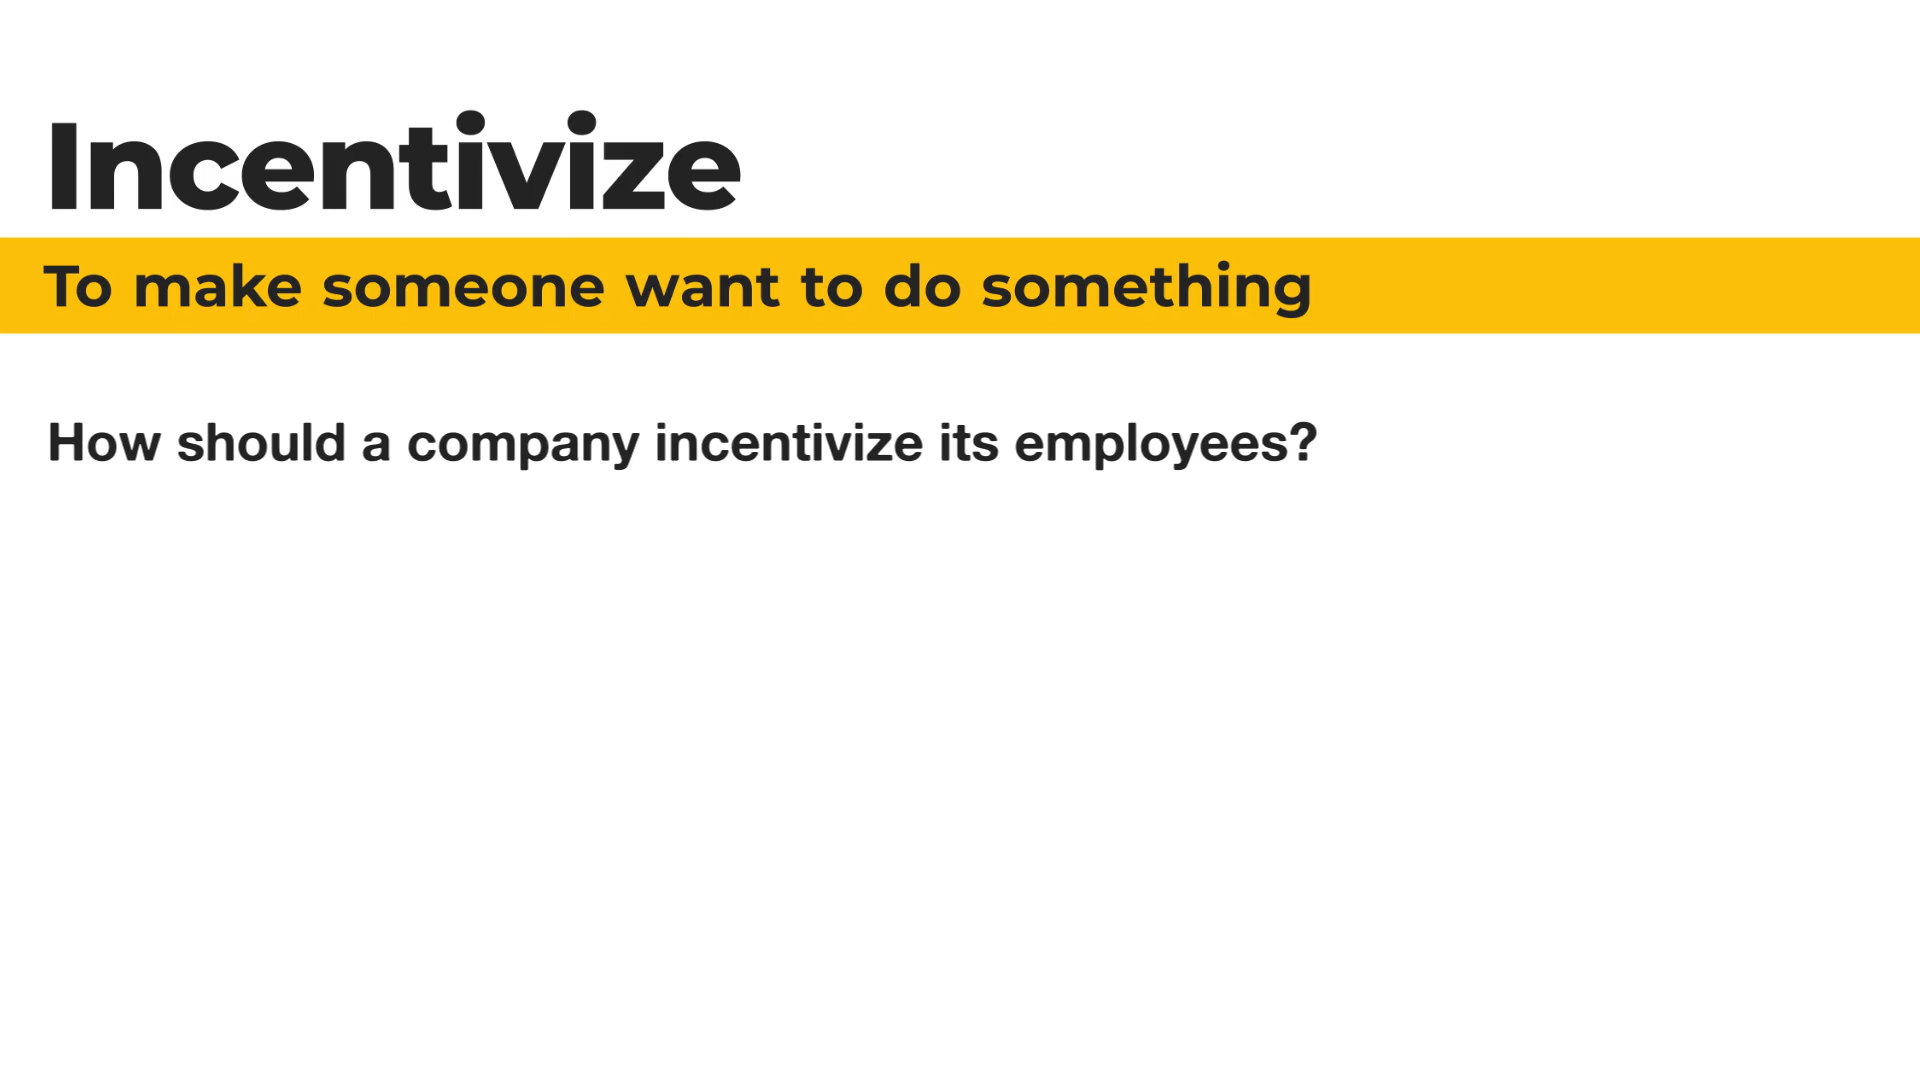 Incentivize
To make someone want to do something
How should a company incentivize its employees?